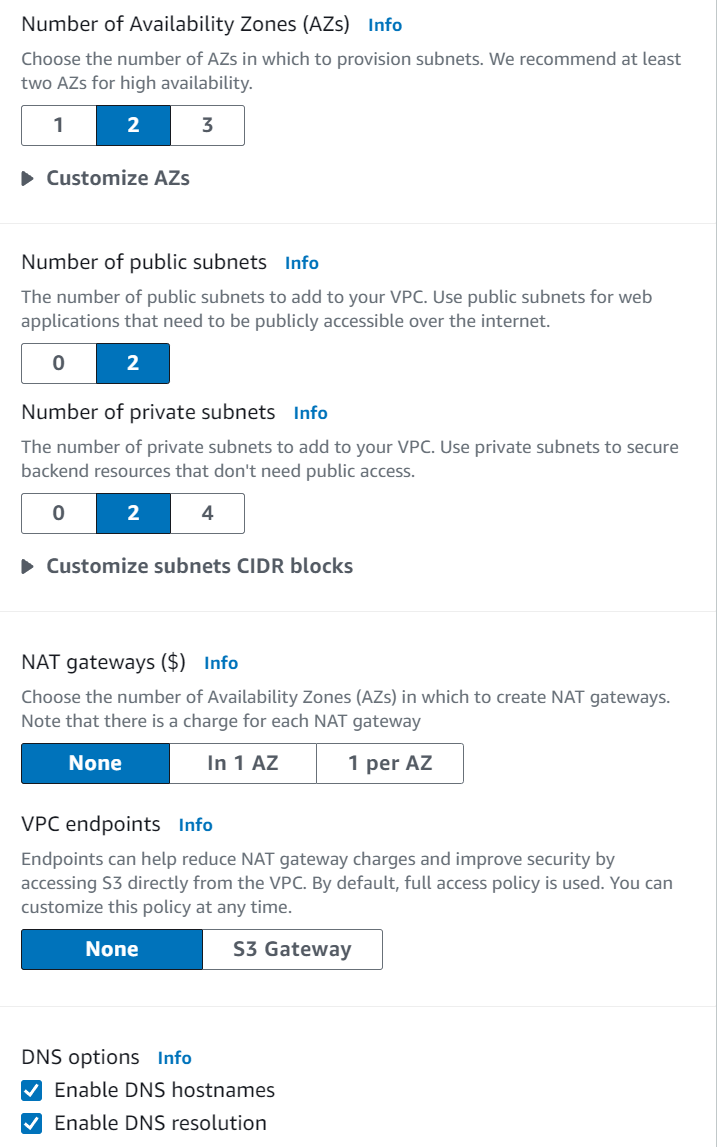 Number of Availability Zones (AZs) Info
Choose the number of AZs in which to provision subnets. We recommend at least
two AZs for high availability.
1 2 3
Customize AZs
Number of public subnets Info
The number of public subnets to add to your VPC. Use public subnets for web
applications that need to be publicly accessible over the internet.
0 2
Number of private subnets Info
The number of private subnets to add to your VPC. Use private subnets to secure
backend resources that don't need public access.
0 2 4
Customize subnets CIDR blocks
NAT gateways ($) Info
Choose the number of Availability Zones (AZs) in which to create NAT gateways.
Note that there is a charge for each NAT gateway
None In 1 AZ 1 per AZ
VPC endpoints Info
Endpoints can help reduce NAT gateway charges and improve security by
accessing S3 directly from the VPC. By default, full access policy is used. You can
customize this policy at any time.
None S3 Gateway
DNS options Info
Enable DNS hostnames
Enable DNS resolution